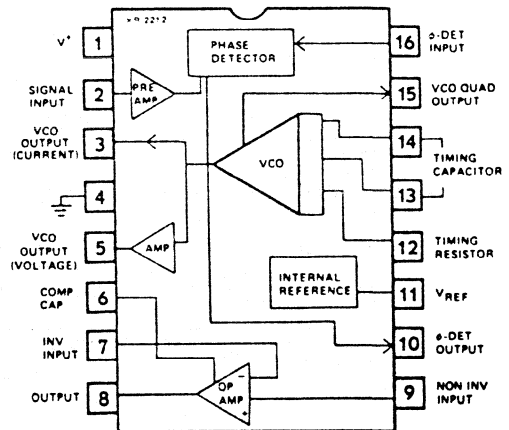 XR-2212
V+
1
PHASE
DETECTOR
16
ϕ-DET
INPUT
SIGNAL
INPUT
2
PRE
AMP
15
VCO QUAD
OUTPUT
VCO
OUTPUT
(CURRENT)
3
VCO
14
TIMING
CAPACITOR
13
4
VCO
OUTPUT
(VOLTAGE)
5
AMP
12
TIMING
RESISTOR
COMP
CAP
6
INTERNAL
REFERENCE
11
VREF
INV
INPUT
7
10
ϕ-DET
OUTPUT
OUTPUT
8
−
OP
AMP
+
9
NON INV
INPUT